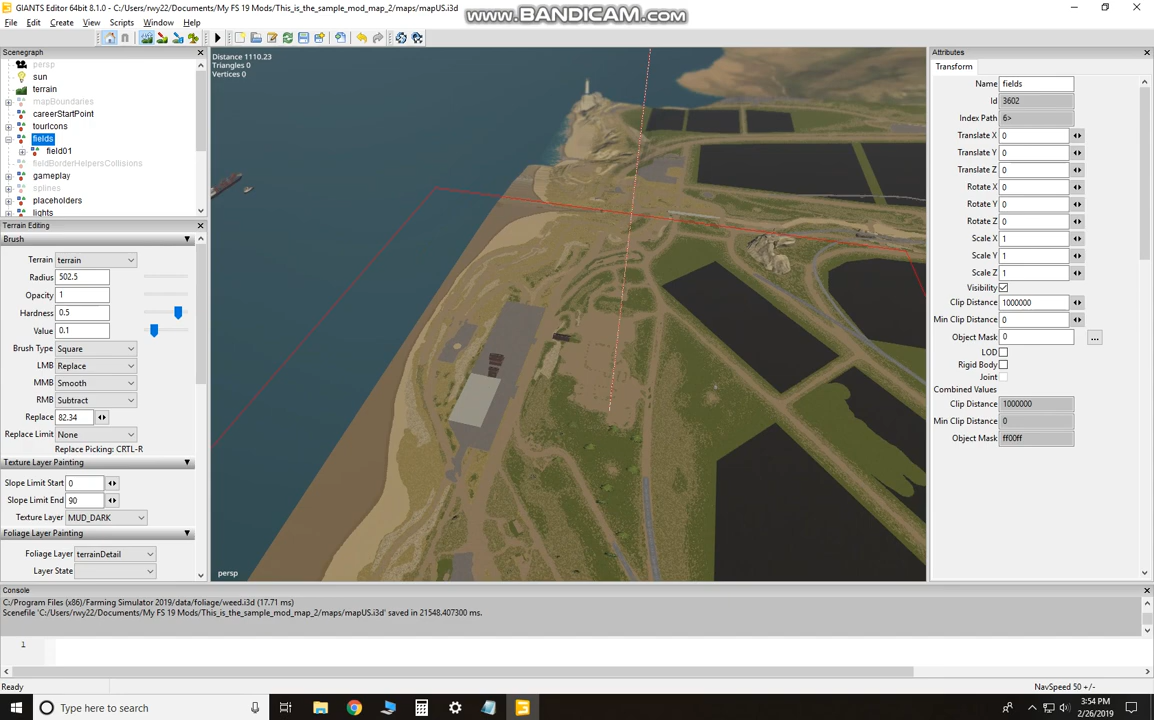 GIANTS Editor 64bit 8.1.0 - C:/Users/rwy22/Documents/My FS 19 Mods/This_is_the_sample_mod_map_2/maps/mapUS.i3d
www.BANDICAM.com
File Edit Create View Scripts Window Help
Scenegraph
persp
sun
terrain
mapBoundaries
careerStartPoint
tourIcons
fields
field01
fieldBorderHelpersCollisions
gameplay
splines
placeholders
lights
Terrain Editing
Brush
Terrain terrain
Radius 502.5
Opacity 1
Hardness 0.5
Value 0.1
Brush Type Square
LMB Replace
MMB Smooth
RMB Subtract
Replace 82.34
Replace Limit None
Replace Picking: CRTL-R
Texture Layer Painting
Slope Limit Start 0
Slope Limit End 90
Texture Layer MUD_DARK
Foliage Layer Painting
Foliage Layer terrainDetail
Layer State
Distance 1110.23
Triangles 0
Vertices 0
persp
Attributes
Transform
Name fields
Id 3602
Index Path 6>
Translate X 0
Translate Y 0
Translate Z 0
Rotate X 0
Rotate Y 0
Rotate Z 0
Scale X 1
Scale Y 1
Scale Z 1
Visibility
Clip Distance 1000000
Min Clip Distance 0
Object Mask 0 ...
LOD
Rigid Body
Joint
Combined Values
Clip Distance 1000000
Min Clip Distance 0
Object Mask ff00ff
Console
C:/Program Files (x86)/Farming Simulator 2019/data/foliage/weed.i3d (17.71 ms)
Scenefile 'C:/Users/rwy22/Documents/My FS 19 Mods/This_is_the_sample_mod_map_2/maps/mapUS.i3d' saved in 21548.407300 ms.
1
Ready
NavSpeed 50 +/-
Type here to search
3:54 PM
2/26/2019